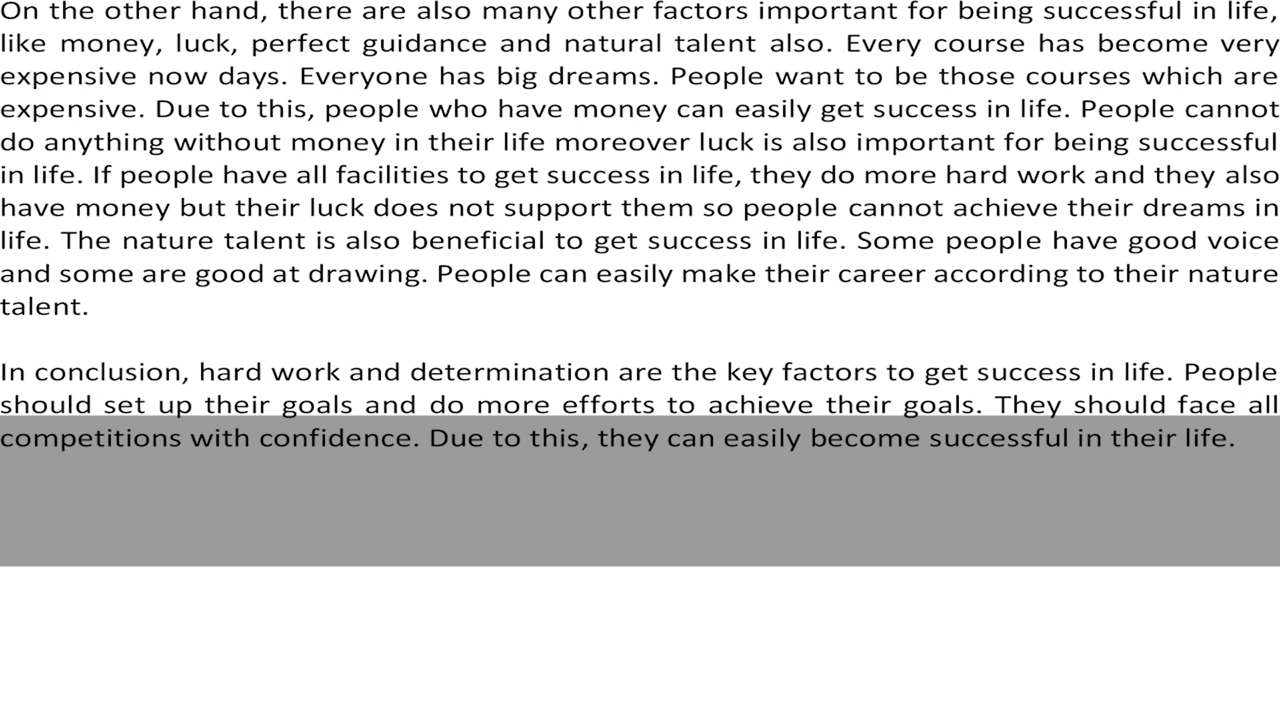 On the other hand, there are also many other factors important for being successful in life,
like money, luck, perfect guidance and natural talent also. Every course has become very
expensive now days. Everyone has big dreams. People want to be those courses which are
expensive. Due to this, people who have money can easily get success in life. People cannot
do anything without money in their life moreover luck is also important for being successful
in life. If people have all facilities to get success in life, they do more hard work and they also
have money but their luck does not support them so people cannot achieve their dreams in
life. The nature talent is also beneficial to get success in life. Some people have good voice
and some are good at drawing. People can easily make their career according to their nature
talent.
In conclusion, hard work and determination are the key factors to get success in life. People
should set up their goals and do more efforts to achieve their goals. They should face all
competitions with confidence. Due to this, they can easily become successful in their life.